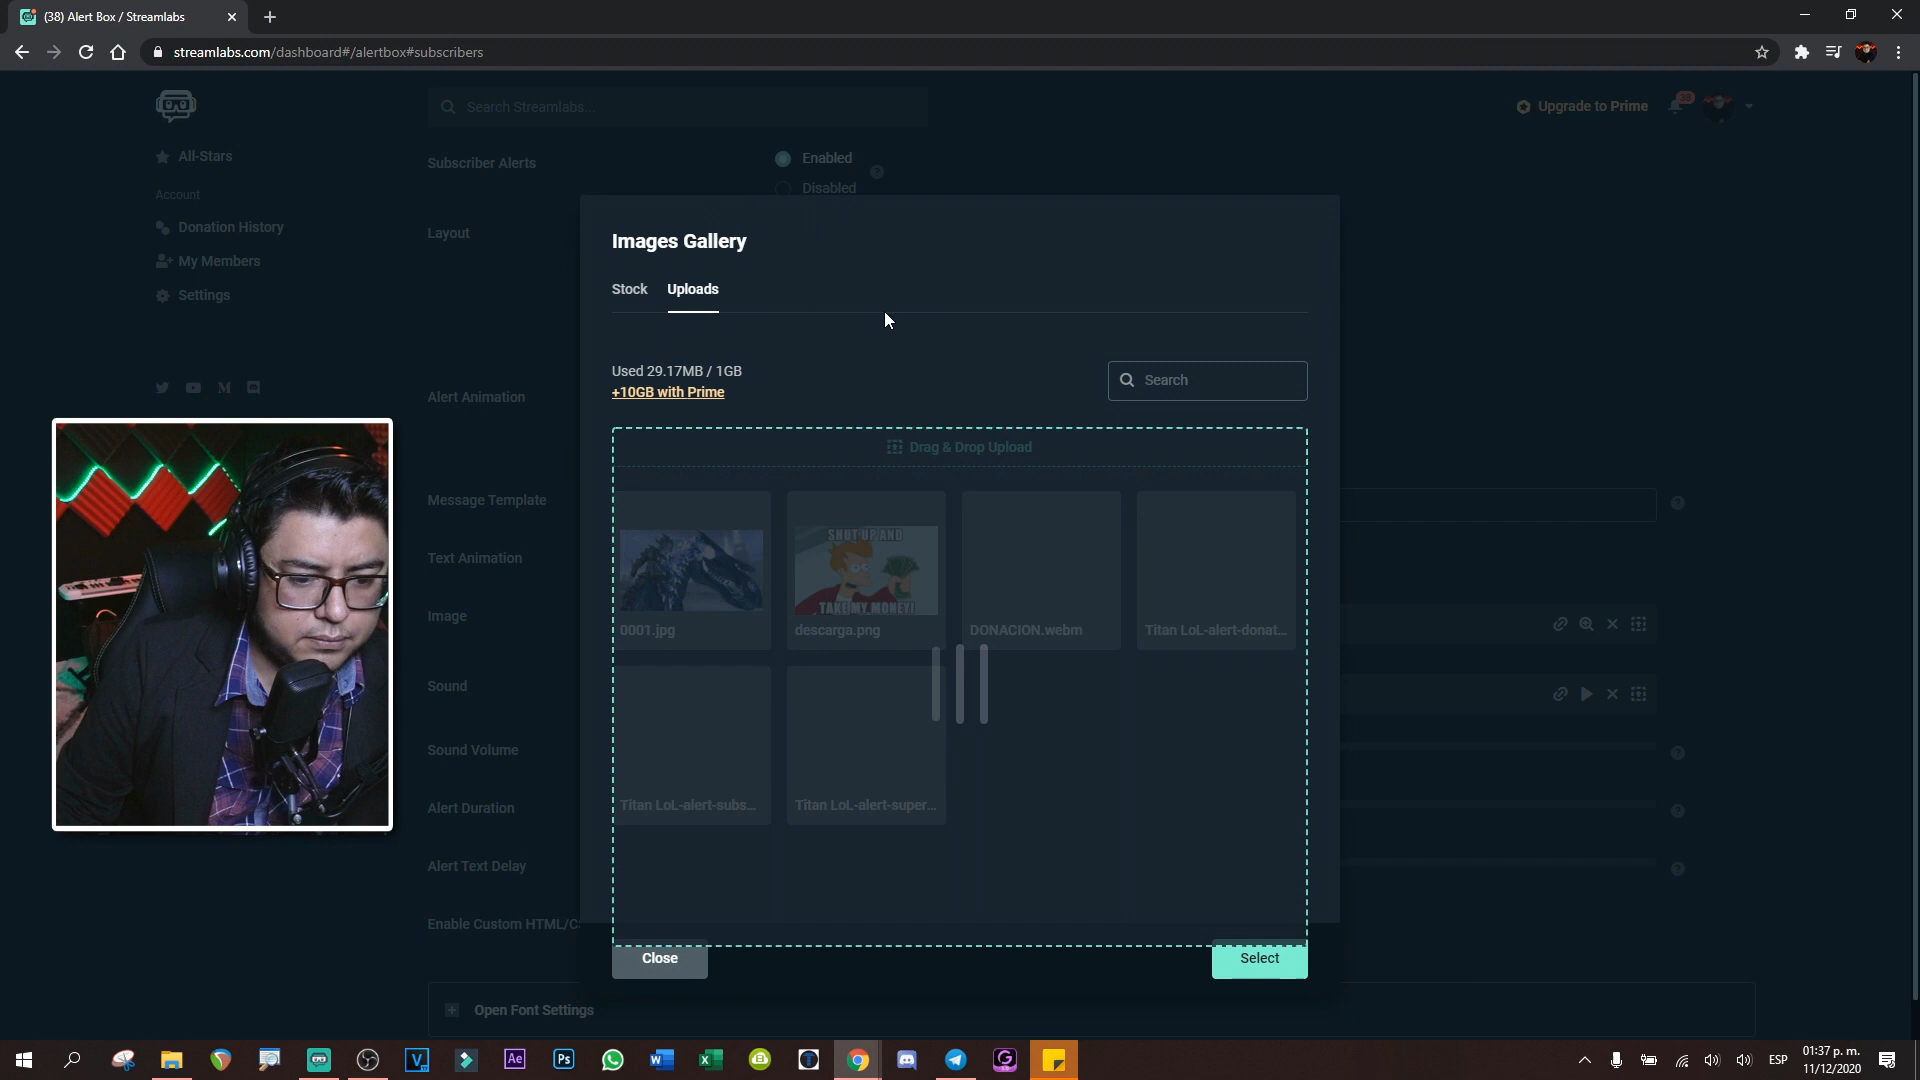 (38) Alert Box / Streamlabs
streamlabs.com/dashboard#/alertbox#subscribers
Search Streamlabs...
Upgrade to Prime
38
All-Stars
Account
Donation History
My Members
Settings
Subscriber Alerts
Enabled
Disabled
Layout
Alert Animation
Message Template
Text Animation
Image
Sound
Sound Volume
Alert Duration
Alert Text Delay
Enable Custom HTML/C
Open Font Settings
Images Gallery
Stock Uploads
Used 29.17MB / 1GB
+10GB with Prime
Search
Drag & Drop Upload
SHUT UP AND
TAKE MY MONEY!
0001.jpg
descarga.png
DONACION.webm
Titan LoL-alert-donat...
Titan LoL-alert-subs...
Titan LoL-alert-super...
Close
Select
Ae
Ps
ESP
01:37 p. m.
11/12/2020